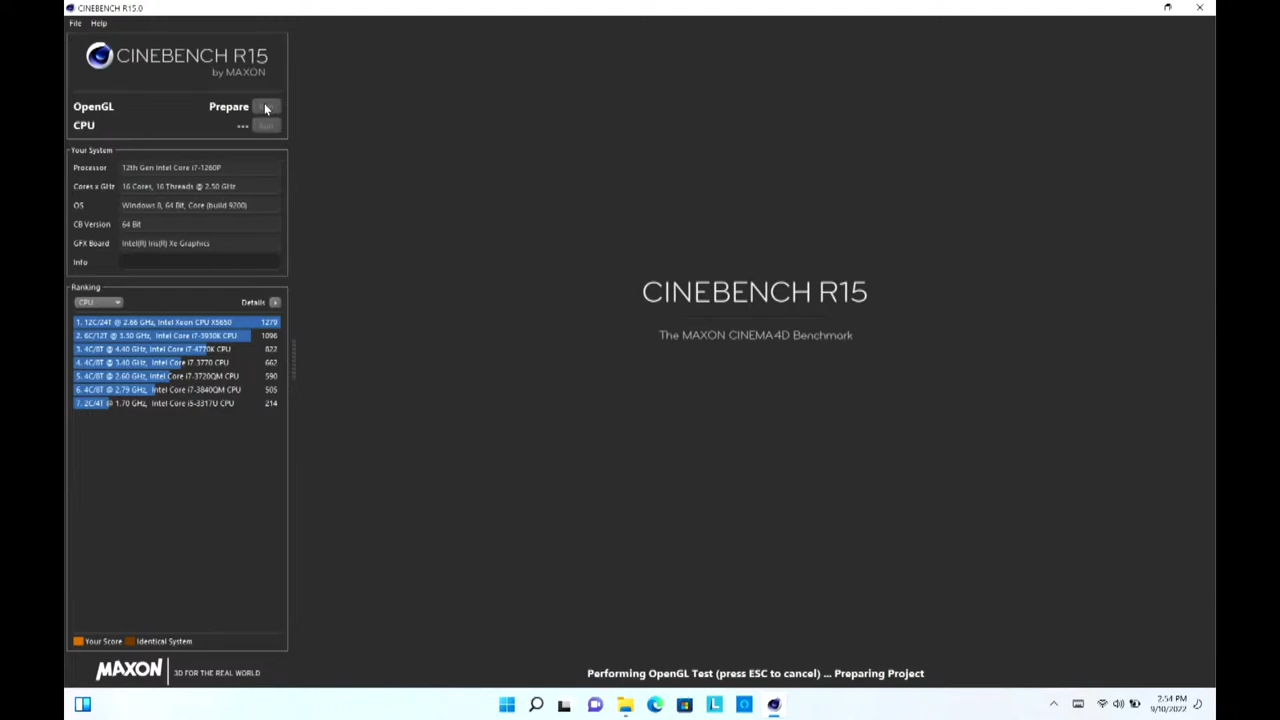 CINEBENCH R15.0
File Help
CINEBENCH R15
by MAXON
OpenGL Prepare
CPU ---
Your System
Processor 12th Gen Intel Core i7-1260P
Cores x GHz 16 Cores, 16 Threads @ 2.50 GHz
OS Windows 8, 64 Bit, Core (build 9200)
CB Version 64 Bit
GFX Board Intel(R) Iris(R) Xe Graphics
Info
Ranking
CPU Details
1. 12C/24T @ 2.66 GHz, Intel Xeon CPU X5650 1279
2. 6C/12T @ 3.30 GHz, Intel Core i7-3930K CPU 1096
3. 4C/8T @ 4.40 GHz, Intel Core i7-4770K CPU 822
4. 4C/8T @ 3.40 GHz, Intel Core i7-3770 CPU 662
5. 4C/8T @ 2.60 GHz, Intel Core i7-3720QM CPU 590
6. 4C/8T @ 2.79 GHz, Intel Core i7-3840QM CPU 505
7. 2C/4T @ 1.70 GHz, Intel Core i5-3317U CPU 214
CINEBENCH R15
The MAXON CINEMA4D Benchmark
Your Score Identical System
MAXON 3D FOR THE REAL WORLD
Performing OpenGL Test (press ESC to cancel) ... Preparing Project
2:54 PM
9/10/2022